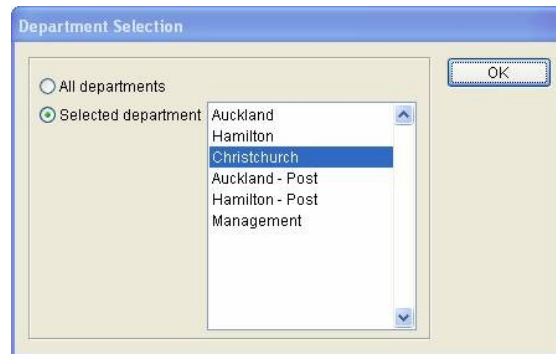 Department Selection
OK
All departments
Selected department
Auckland
Hamilton
Christchurch
Auckland - Post
Hamilton - Post
Management